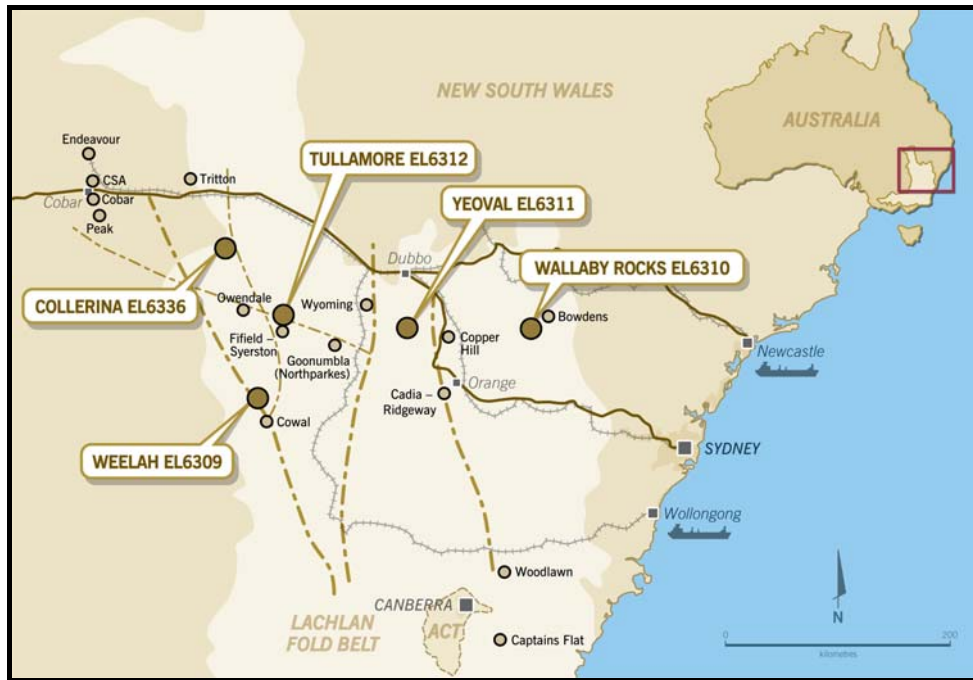 NEW SOUTH WALES
AUSTRALIA
Endeavour
CSA
Cobar
Cobar
Peak
Tritton
TULLAMORE EL6312
YEOVAL EL6311
WALLABY ROCKS EL6310
COLLERINA EL6336
Dubbo
Owendale
Wyoming
Bowdens
Fifield –
Syerston
Goonumbla
(Northparkes)
Copper
Hill
Newcastle
Orange
Cadia –
Ridgeway
Cowal
WEELAH EL6309
SYDNEY
Wollongong
Woodlawn
CANBERRA
LACHLAN
FOLD BELT
ACT
Captains Flat
N
0
200
kilometres